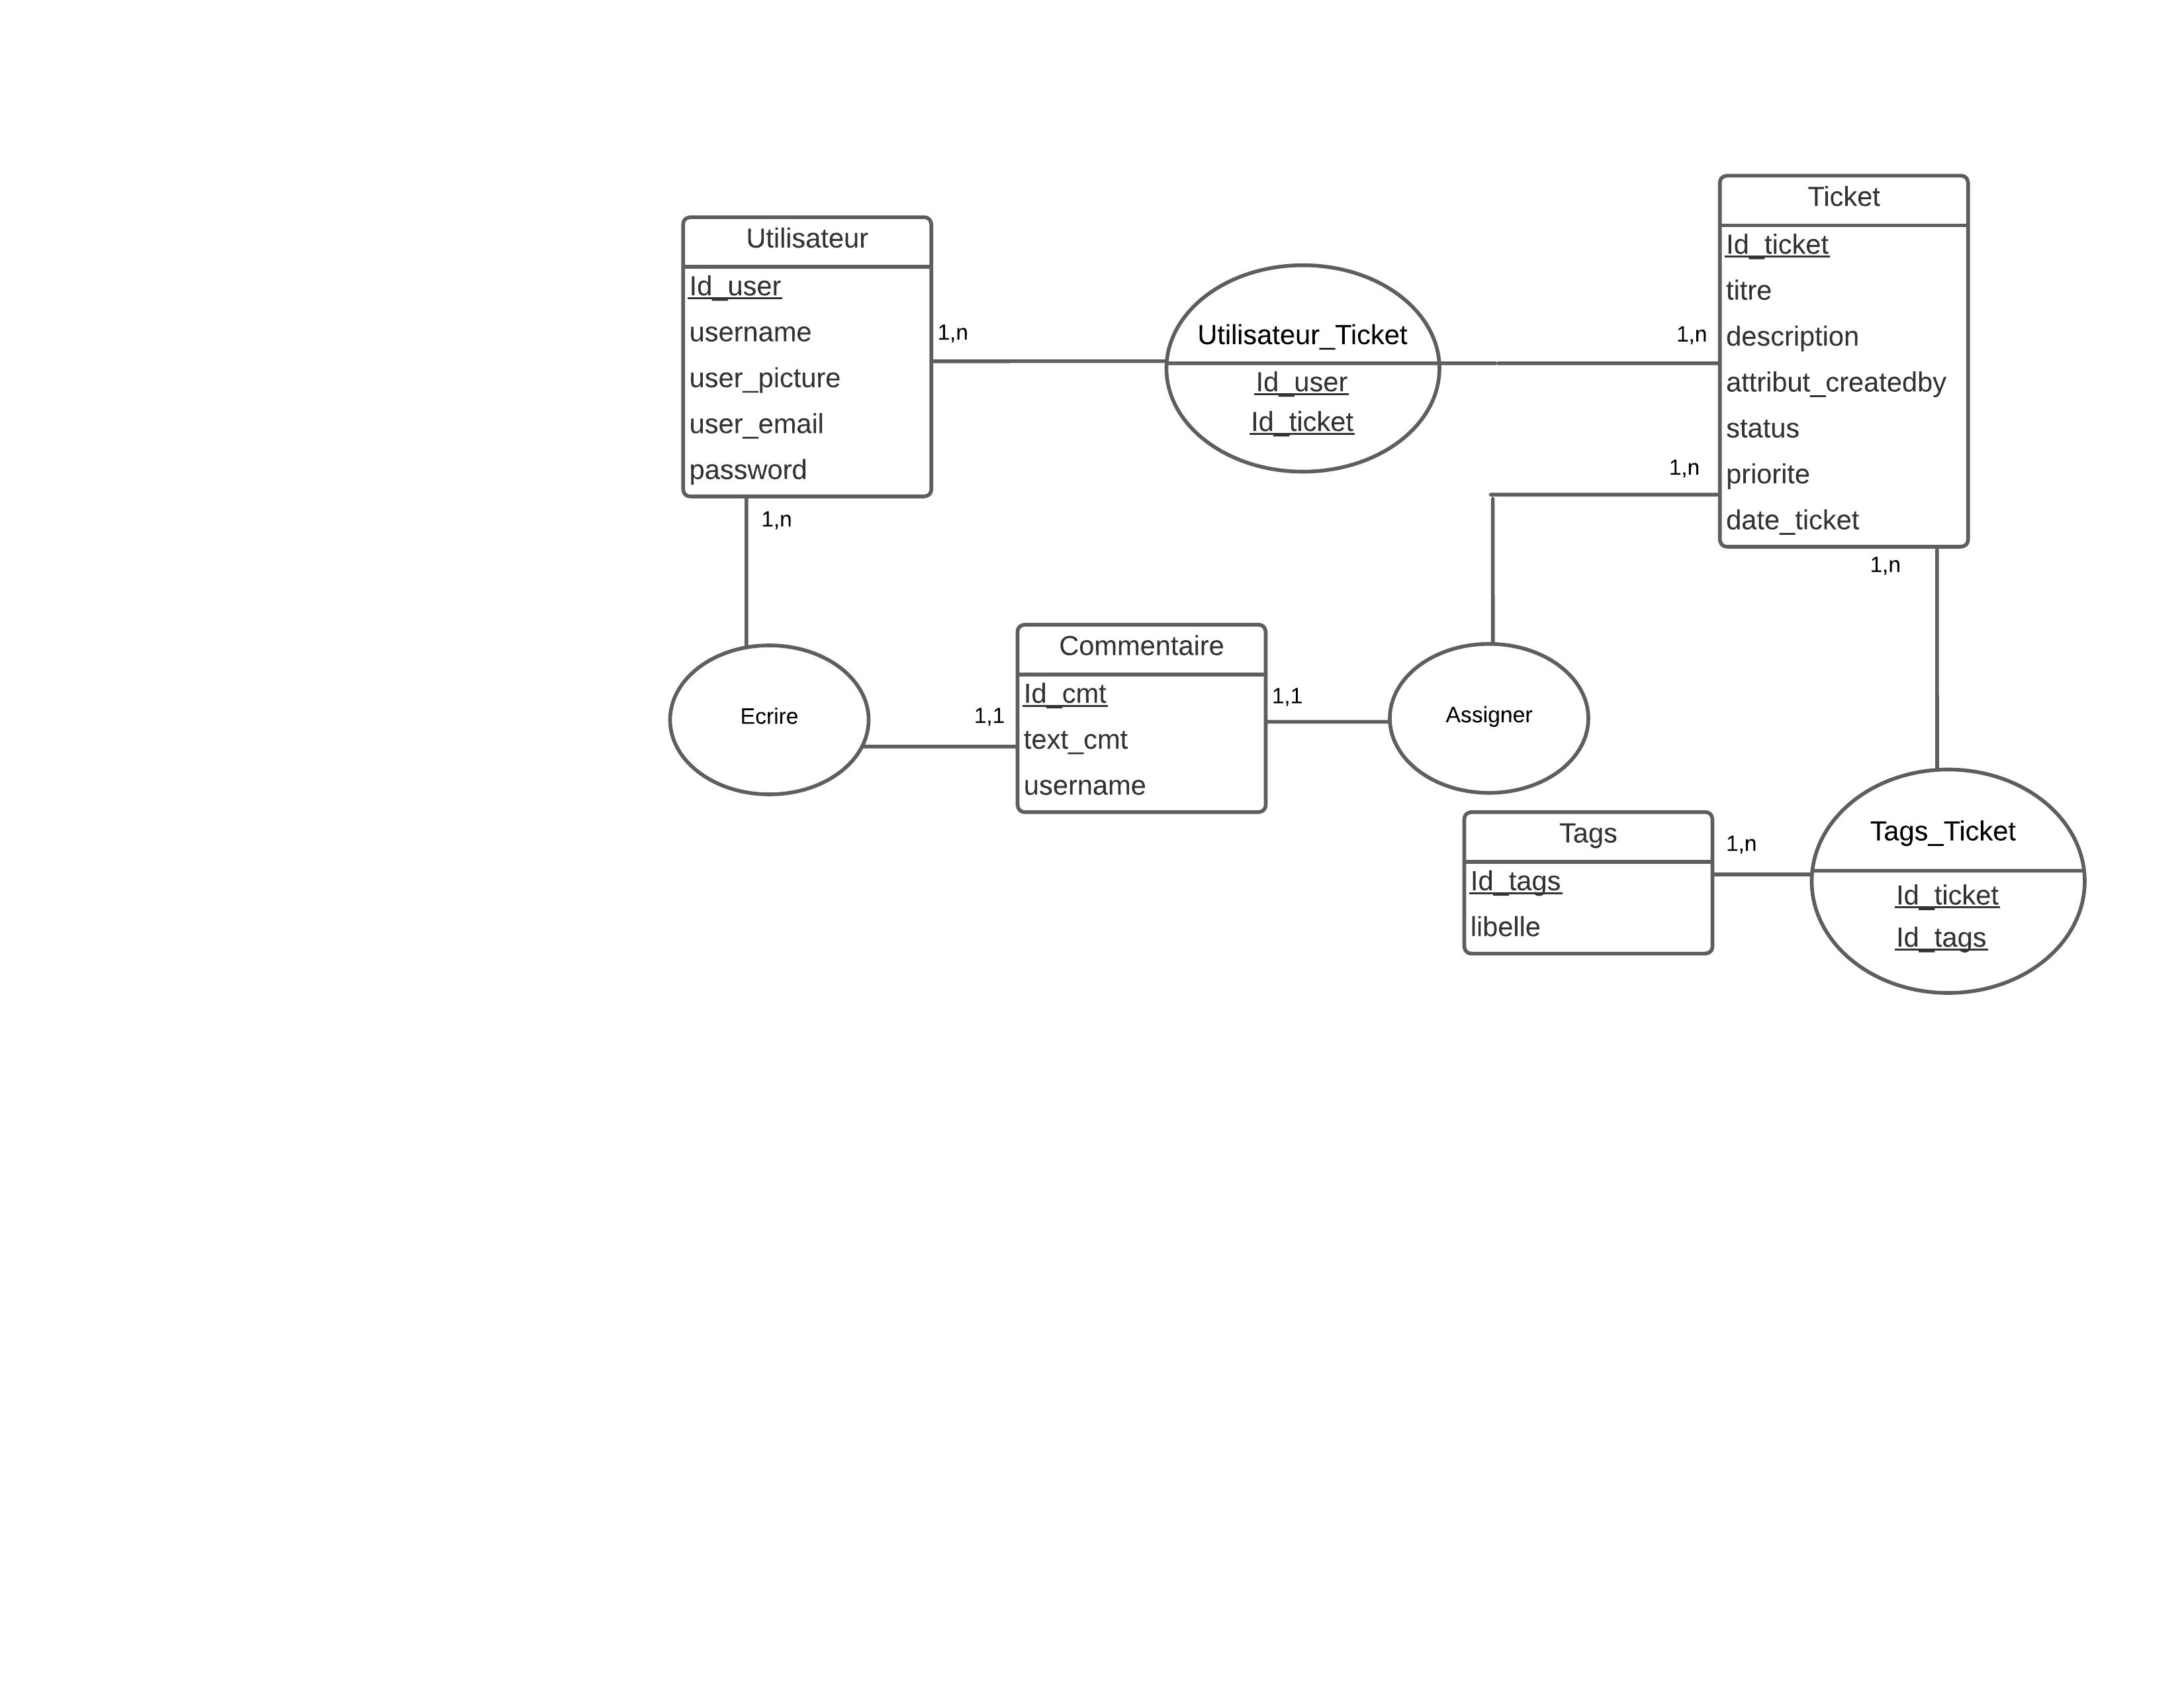 Utilisateur
Id_user
username
user_picture
user_email
password
1,n
1,n
Utilisateur_Ticket
Id_user
Id_ticket
1,n
Ticket
Id_ticket
titre
description
attribut_createdby
status
priorite
date_ticket
1,n
1,n
Ecrire
1,1
Commentaire
Id_cmt
text_cmt
username
1,1
Assigner
Tags
Id_tags
libelle
1,n
Tags_Ticket
Id_ticket
Id_tags